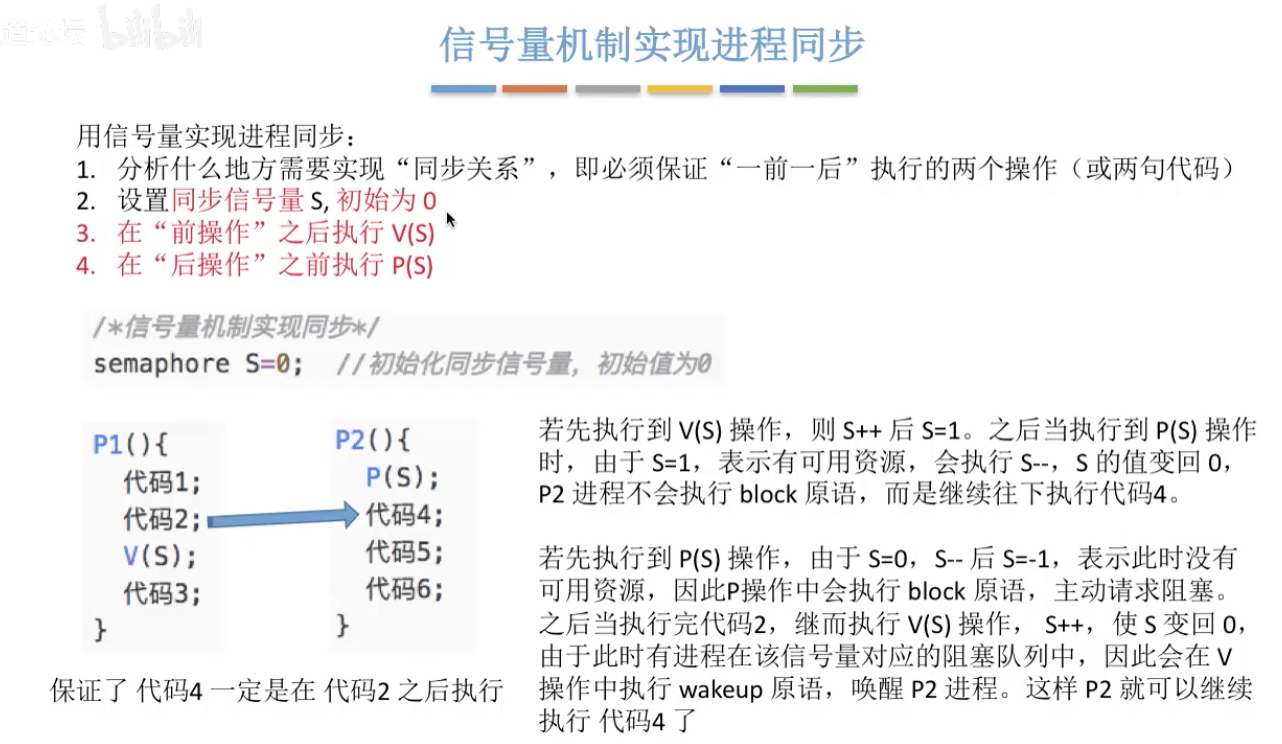 bilibili
信号量机制实现进程同步
用信号量实现进程同步：
1. 分析什么地方需要实现“同步关系”，即必须保证“一前一后”执行的两个操作（或两句代码）
2. 设置同步信号量 S, 初始为 0
3. 在“前操作”之后执行 V(S)
4. 在“后操作”之前执行 P(S)
/*信号量机制实现同步*/
semaphore S=0; //初始化同步信号量，初始值为0
P1(){
代码1;
代码2;
V(S);
代码3;
}
P2(){
P(S);
代码4;
代码5;
代码6;
}
保证了 代码4 一定是在 代码2 之后执行
若先执行到 V(S) 操作，则 S++ 后 S=1。之后当执行到 P(S) 操作
时，由于 S=1，表示有可用资源，会执行 S--，S 的值变回 0，
P2 进程不会执行 block 原语，而是继续往下执行代码4。
若先执行到 P(S) 操作，由于 S=0，S-- 后 S=-1，表示此时没有
可用资源，因此P操作中会执行 block 原语，主动请求阻塞。
之后当执行完代码2，继而执行 V(S) 操作， S++，使 S 变回 0，
由于此时有进程在该信号量对应的阻塞队列中，因此会在 V
操作中执行 wakeup 原语，唤醒 P2 进程。这样 P2 就可以继续
执行 代码4 了